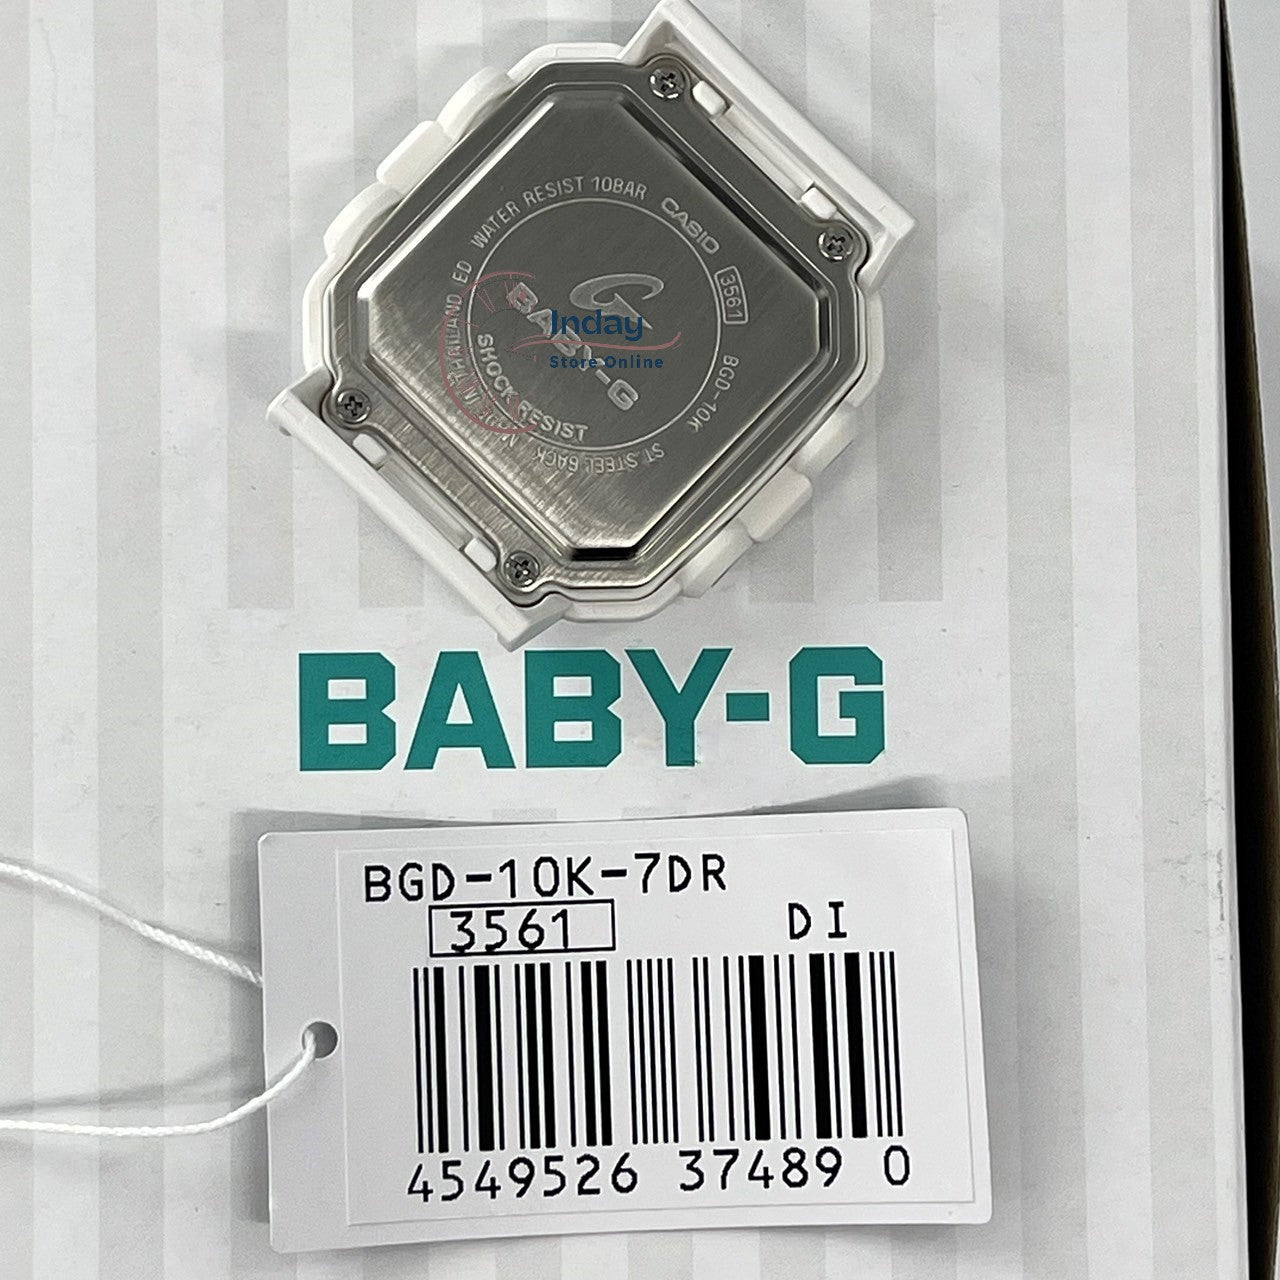 WATER RESIST 10BAR
CASIO
3561
BGD-10K
ST. STEEL BACK
MADE IN THAILAND ED
G
BABY-G
SHOCK RESIST
Inday
Store Online
BABY-G
BGD-10K-7DR
3561 DI
4549526 37489 0